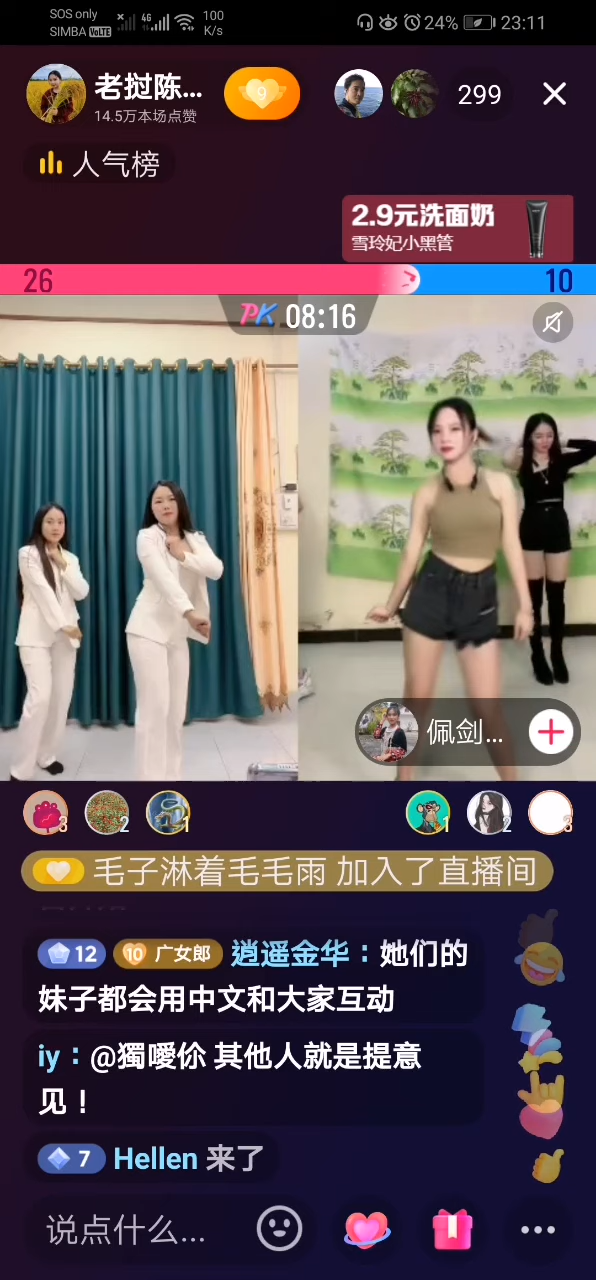 SOS only
SIMBA VoLTE
4G
100
K/s
24%
23:11
老挝陈...
14.5万本场点赞
9
299
人气榜
2.9元洗面奶
雪玲妃小黑管
26
10
PK 08:16
佩剑...
3
2
1
1
2
3
毛子淋着毛毛雨 加入了直播间
12 10 广女郎 逍遥金华：她们的
妹子都会用中文和大家互动
iy：@獨噯伱 其他人就是提意
见！
7 Hellen 来了
说点什么...